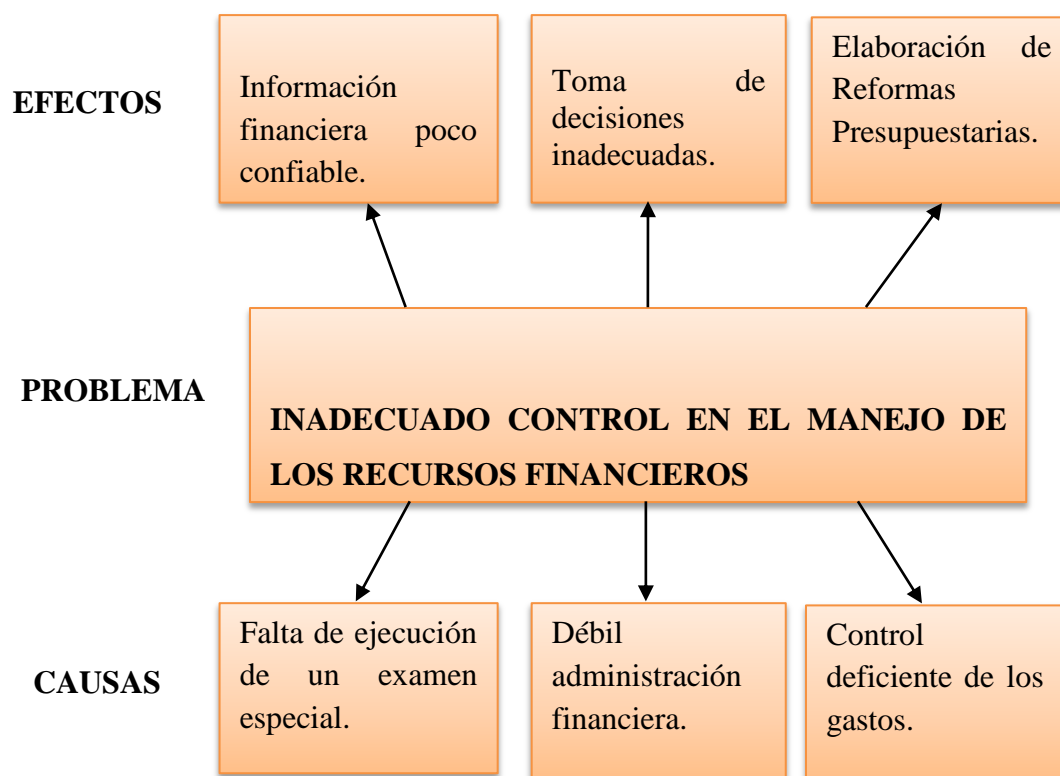 EFECTOS
Información
financiera poco
confiable.
Toma de
decisiones
inadecuadas.
Elaboración de
Reformas
Presupuestarias.
PROBLEMA
INADECUADO CONTROL EN EL MANEJO DE
LOS RECURSOS FINANCIEROS
CAUSAS
Falta de ejecución
de un examen
especial.
Débil
administración
financiera.
Control
deficiente de los
gastos.